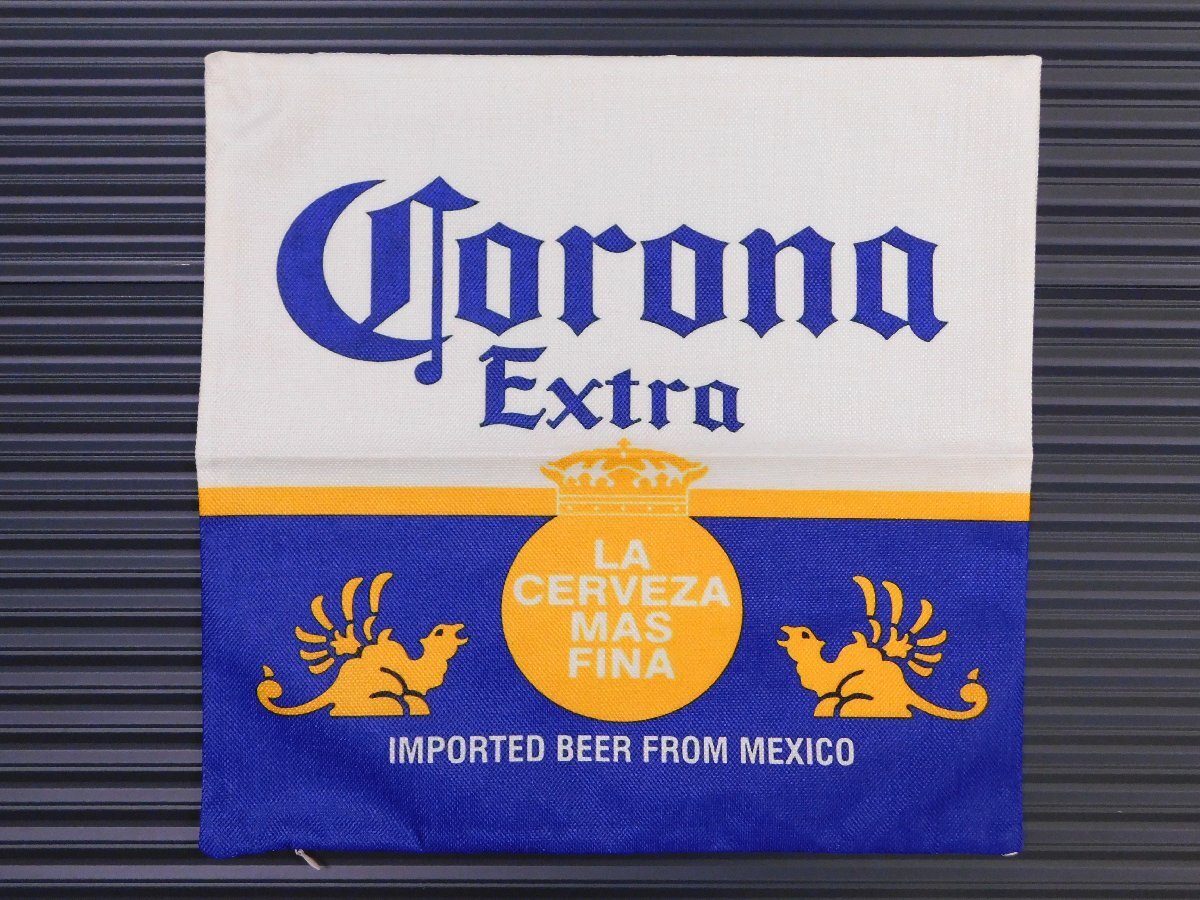 Corona
Extra
LA
CERVEZA
MAS
FINA
IMPORTED BEER FROM MEXICO